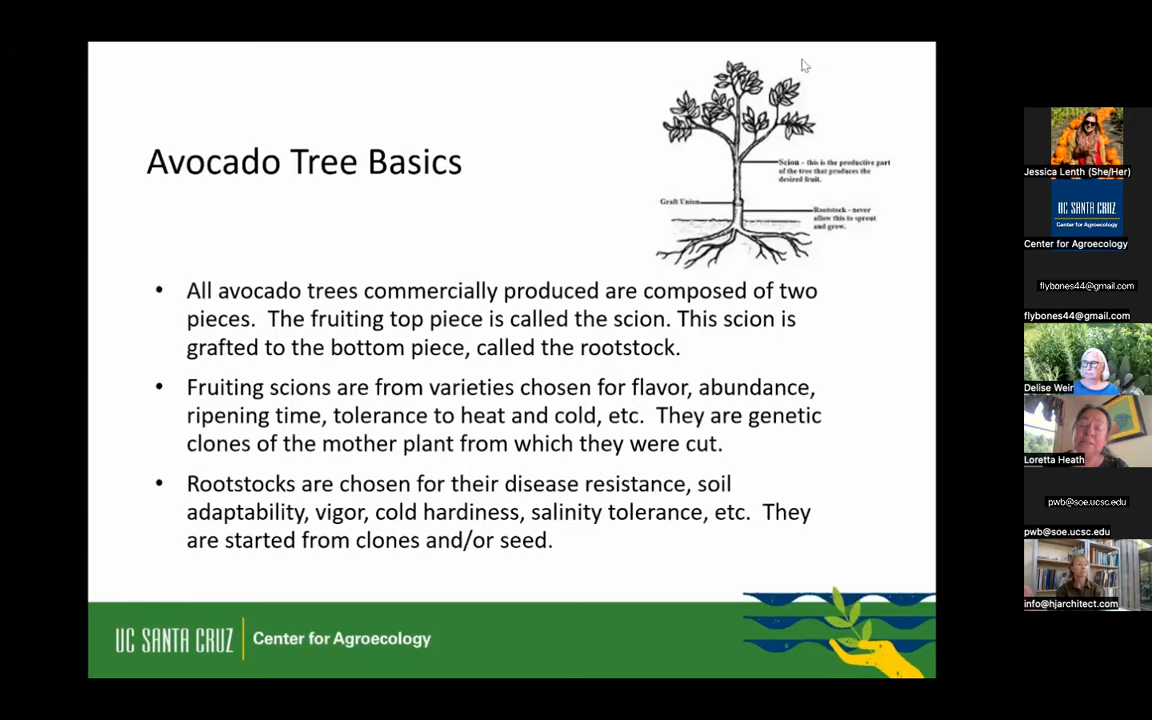 Avocado Tree Basics
Scion - this is the productive part
of the tree that produces the
desired fruit.
Graft Union
Rootstock - never
allow this to sprout
and grow.
• All avocado trees commercially produced are composed of two
pieces.  The fruiting top piece is called the scion. This scion is
grafted to the bottom piece, called the rootstock.
• Fruiting scions are from varieties chosen for flavor, abundance,
ripening time, tolerance to heat and cold, etc.  They are genetic
clones of the mother plant from which they were cut.
• Rootstocks are chosen for their disease resistance, soil
adaptability, vigor, cold hardiness, salinity tolerance, etc.  They
are started from clones and/or seed.
UC SANTA CRUZ
Center for Agroecology
Jessica Lenth (She/Her)
UC SANTA CRUZ
Center for Agroecology
Center for Agroecology
flybones44@gmail.com
flybones44@gmail.com
Delise Weir
Loretta Heath
pwb@soe.ucsc.edu
pwb@soe.ucsc.edu
info@hjarchitect.com